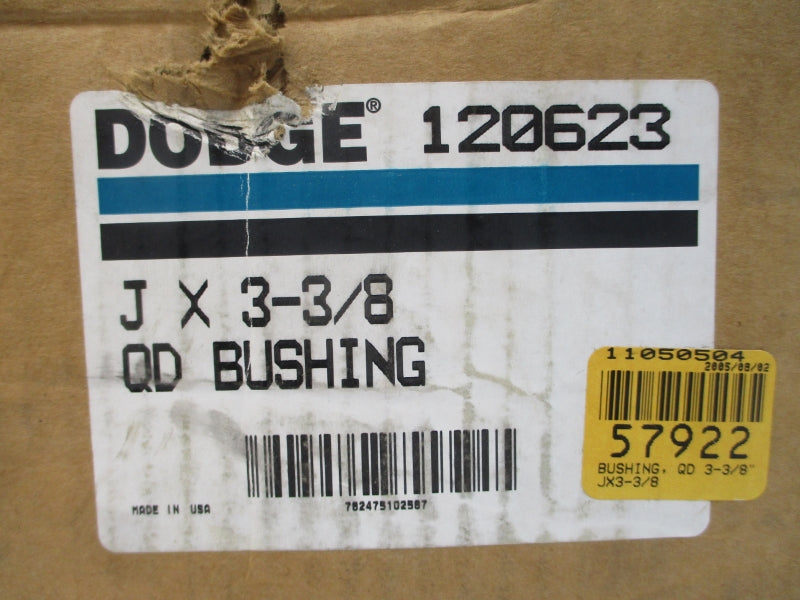 DODGE® 120623
J X 3-3/8
QD BUSHING
MADE IN USA
782475102587
11050504
2005/08/02
57922
BUSHING, QD 3-3/8"
JX3-3/8